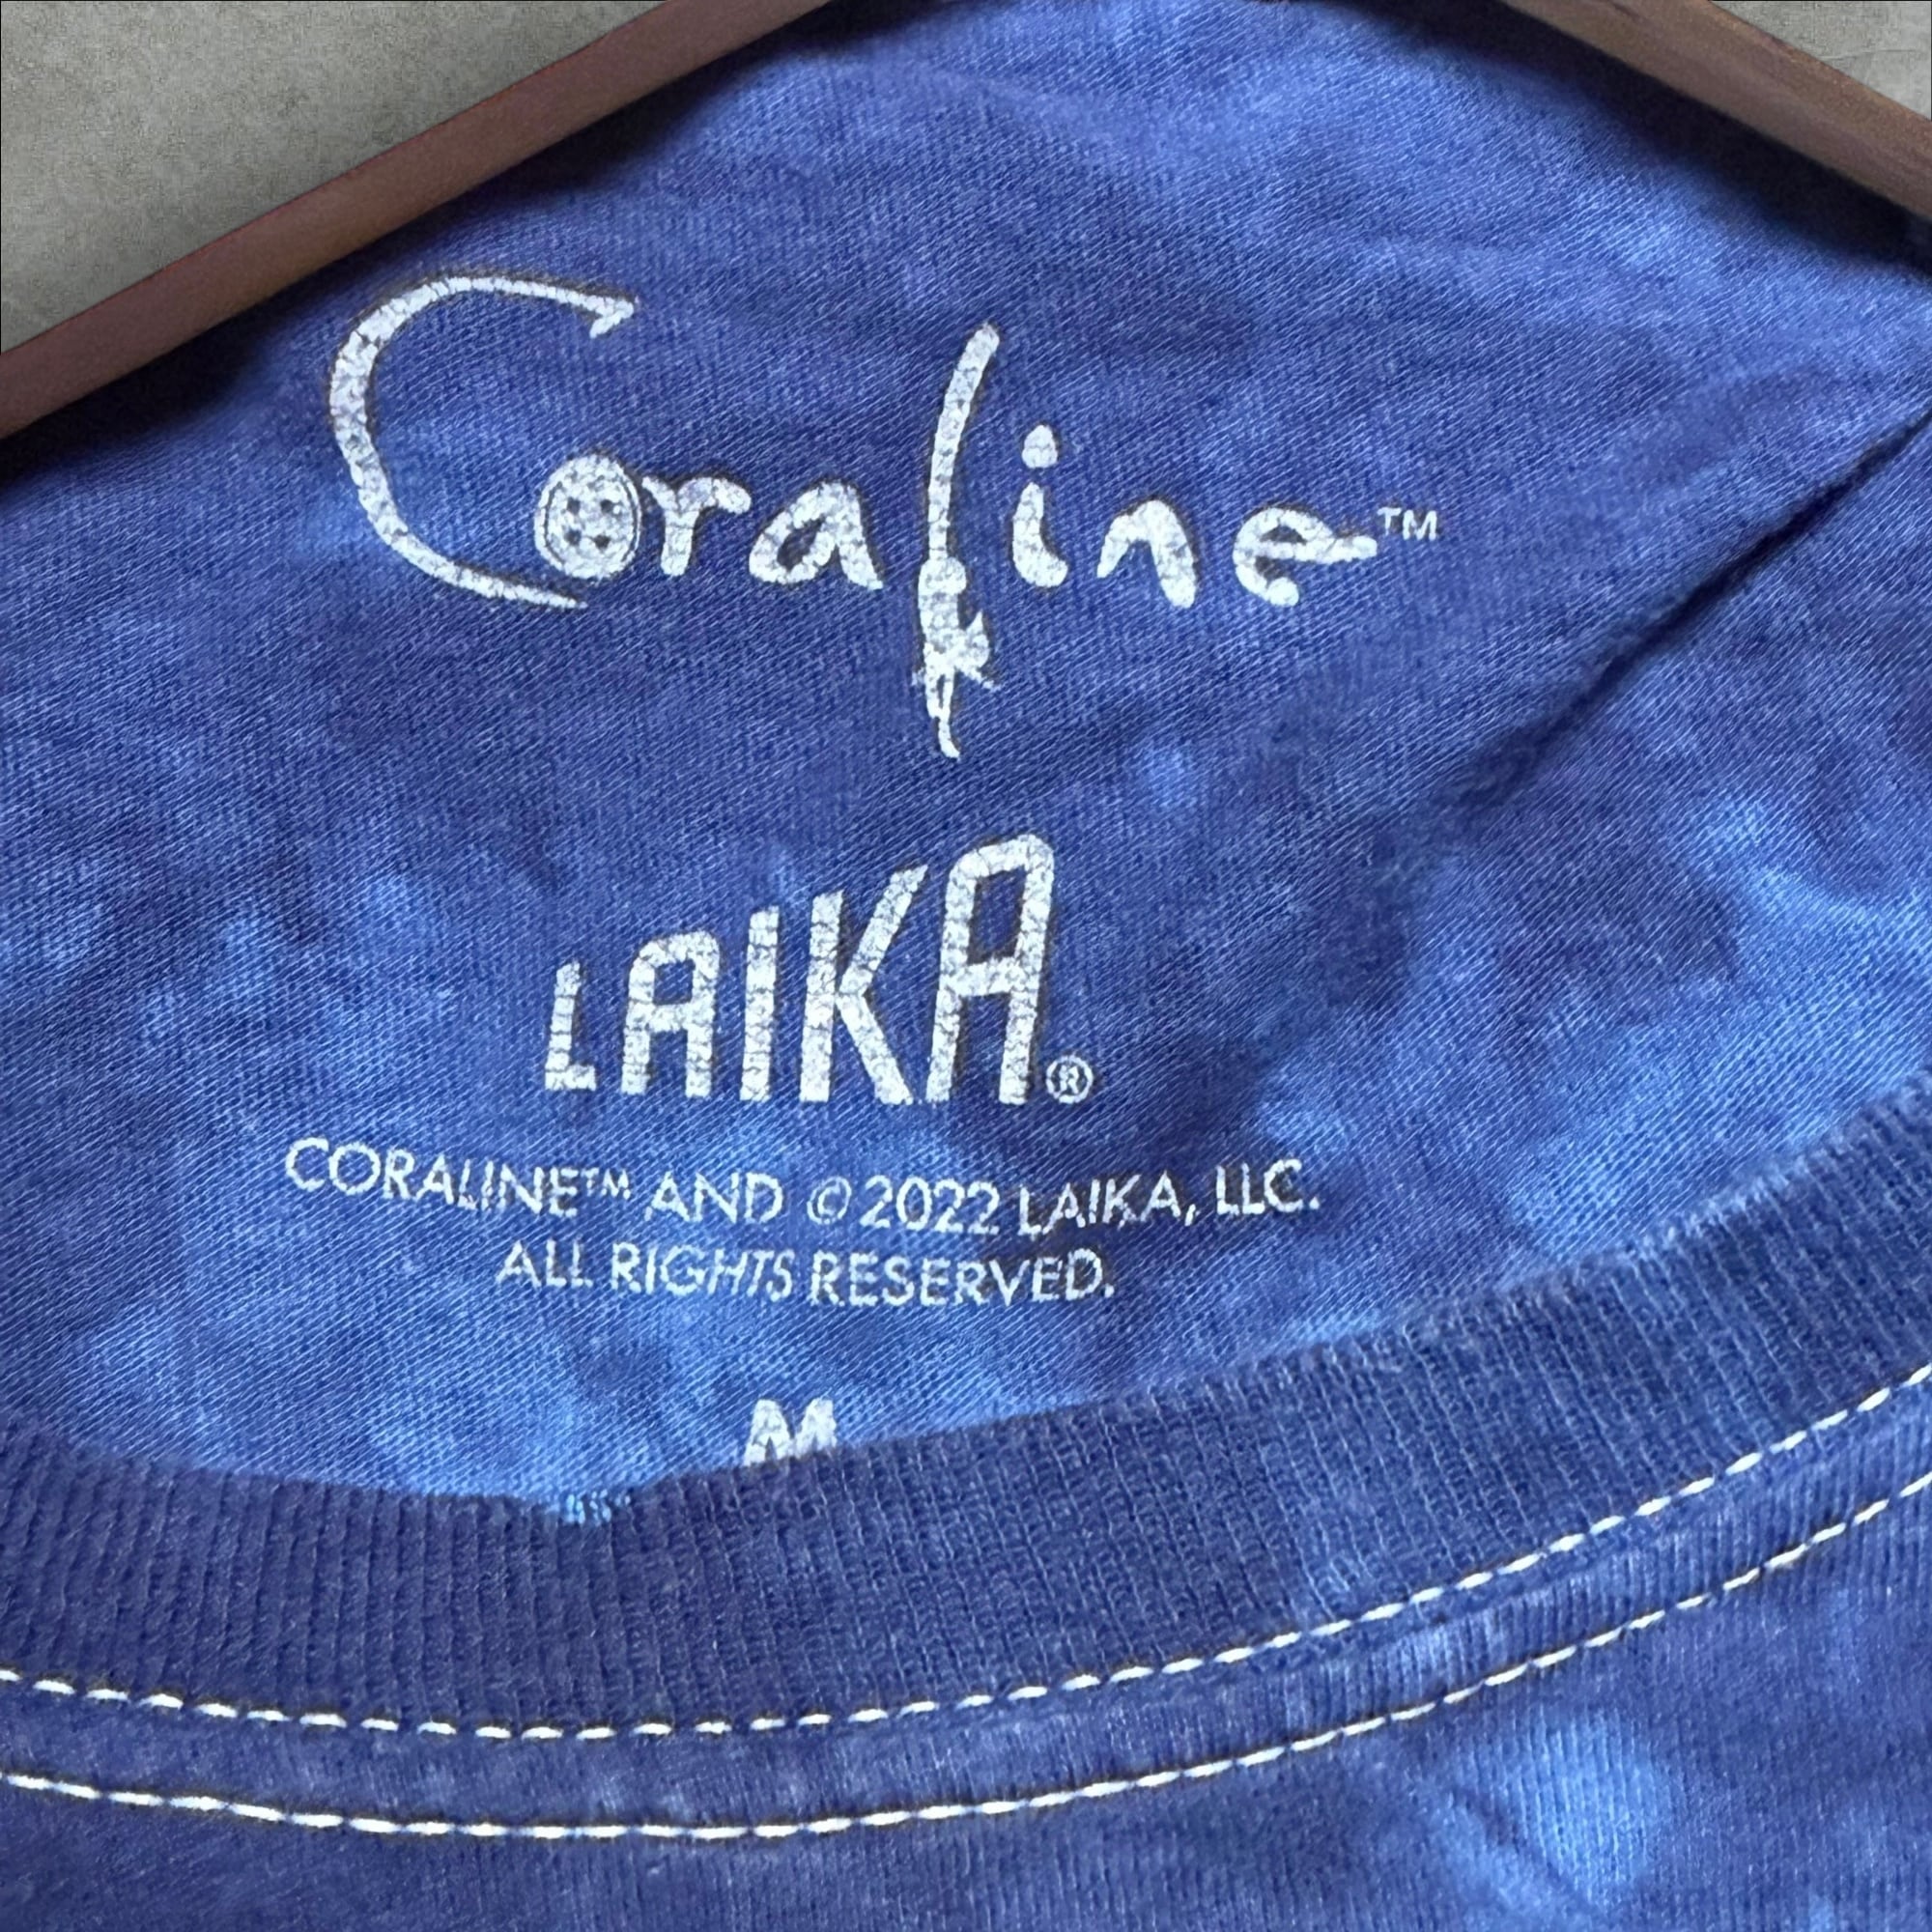 Coraline™
LAIKA®
CORALINE™ AND ©2022 LAIKA, LLC.
ALL RIGHTS RESERVED.
M